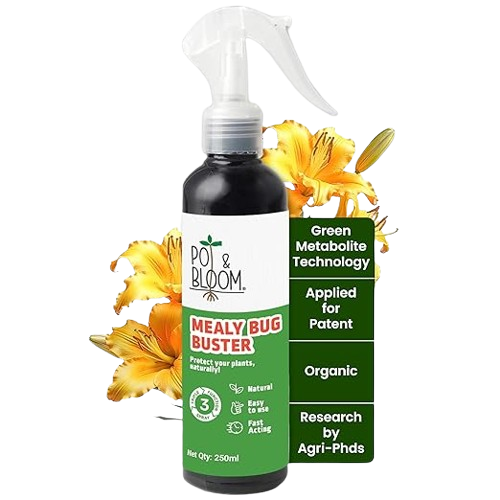 POT &
BLOOM®
MEALY BUG
BUSTER
Protect your plants,
naturally!
3
SPRAY
Natural
Easy
to use
Fast
Acting
Net Qty: 250ml
Green
Metabolite
Technology
Applied
for
Patent
Organic
Research
by
Agri-Phds